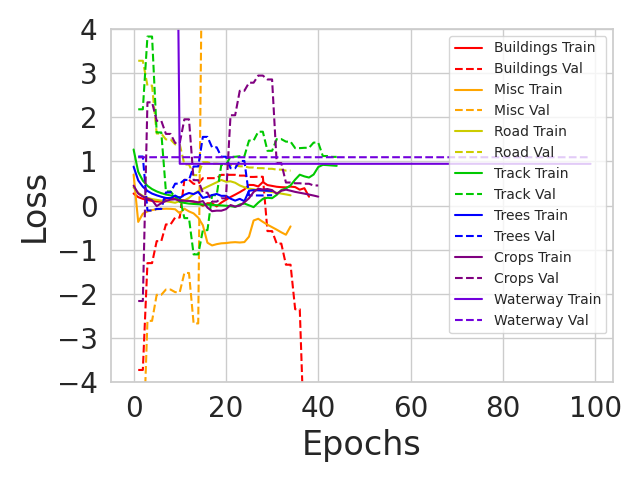 4
3
2
1
0
−1
−2
−3
−4
Loss
0
20
40
60
80
100
Epochs
Buildings Train
Buildings Val
Misc Train
Misc Val
Road Train
Road Val
Track Train
Track Val
Trees Train
Trees Val
Crops Train
Crops Val
Waterway Train
Waterway Val